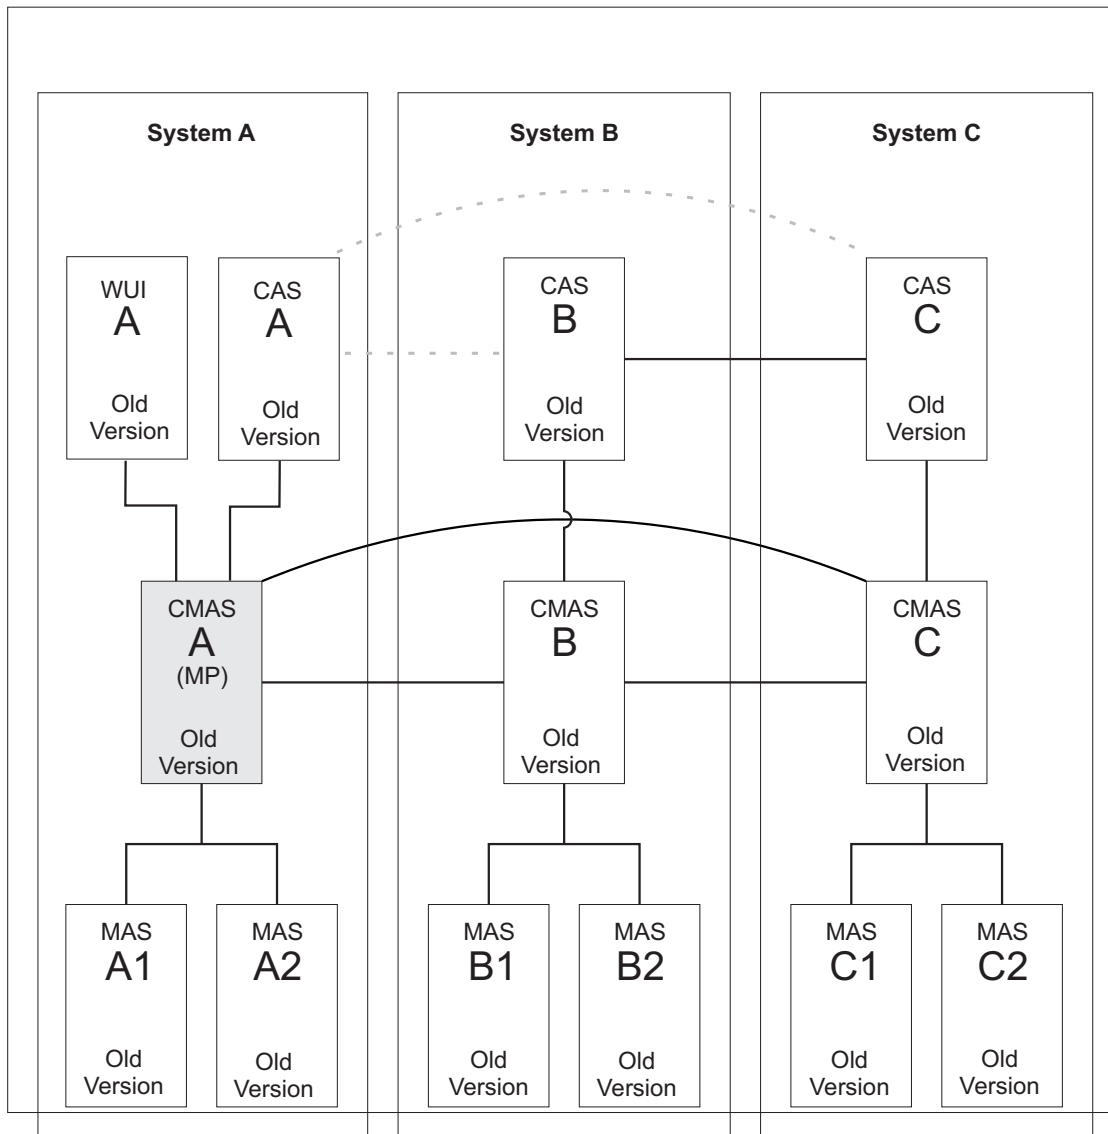 System A
System B
System C
WUI
A
Old
Version
CAS
A
Old
Version
CAS
B
Old
Version
CAS
C
Old
Version
CMAS
A
(MP)
Old
Version
CMAS
B
Old
Version
CMAS
C
Old
Version
MAS
A1
Old
Version
MAS
A2
Old
Version
MAS
B1
Old
Version
MAS
B2
Old
Version
MAS
C1
Old
Version
MAS
C2
Old
Version